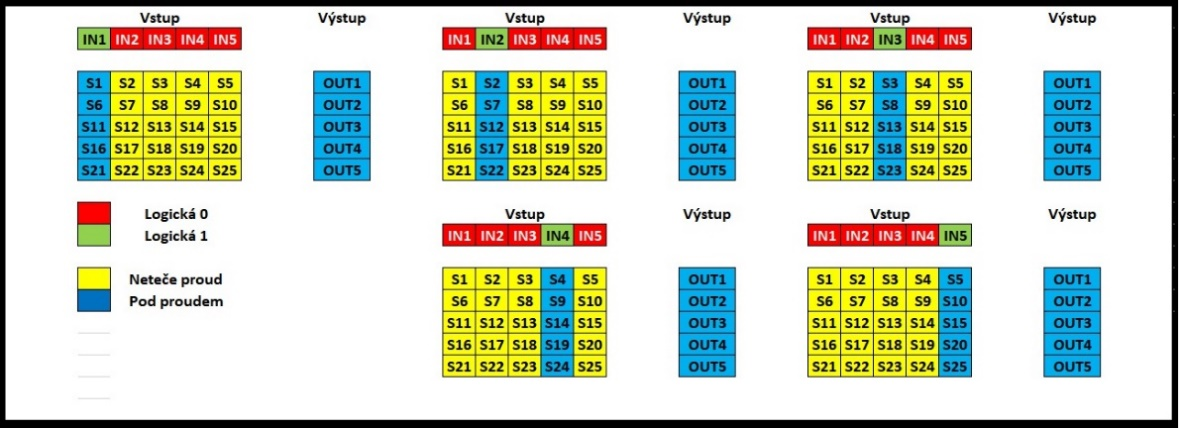 Vstup Výstup Vstup Výstup Vstup Výstup
IN1 IN2 IN3 IN4 IN5 IN1 IN2 IN3 IN4 IN5 IN1 IN2 IN3 IN4 IN5
S1 S2 S3 S4 S5 OUT1 S1 S2 S3 S4 S5 OUT1 S1 S2 S3 S4 S5 OUT1
S6 S7 S8 S9 S10 OUT2 S6 S7 S8 S9 S10 OUT2 S6 S7 S8 S9 S10 OUT2
S11 S12 S13 S14 S15 OUT3 S11 S12 S13 S14 S15 OUT3 S11 S12 S13 S14 S15 OUT3
S16 S17 S18 S19 S20 OUT4 S16 S17 S18 S19 S20 OUT4 S16 S17 S18 S19 S20 OUT4
S21 S22 S23 S24 S25 OUT5 S21 S22 S23 S24 S25 OUT5 S21 S22 S23 S24 S25 OUT5
Logická 0 Vstup Výstup Vstup Výstup
Logická 1 IN1 IN2 IN3 IN4 IN5 IN1 IN2 IN3 IN4 IN5
Neteče proud S1 S2 S3 S4 S5 OUT1 S1 S2 S3 S4 S5 OUT1
Pod proudem S6 S7 S8 S9 S10 OUT2 S6 S7 S8 S9 S10 OUT2
S11 S12 S13 S14 S15 OUT3 S11 S12 S13 S14 S15 OUT3
S16 S17 S18 S19 S20 OUT4 S16 S17 S18 S19 S20 OUT4
S21 S22 S23 S24 S25 OUT5 S21 S22 S23 S24 S25 OUT5